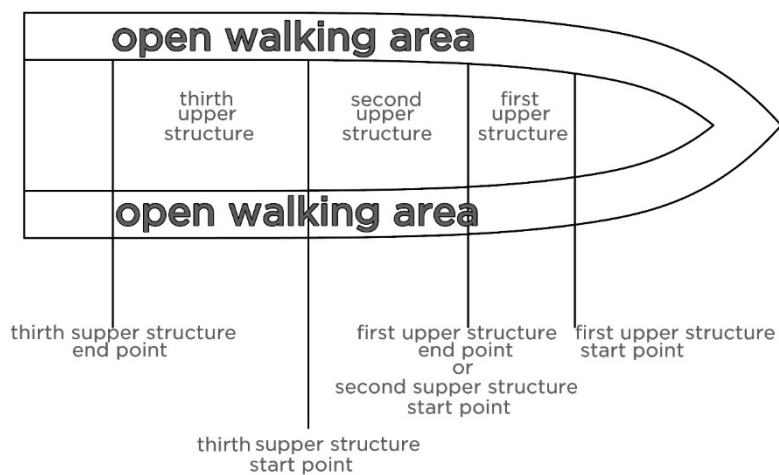 open walking area
thirth
upper
structure
second
upper
structure
first
upper
structure
open walking area
thirth supper structure
end point
first upper structure
end point
or
second supper structure
start point
first upper structure
start point
thirth supper structure
start point